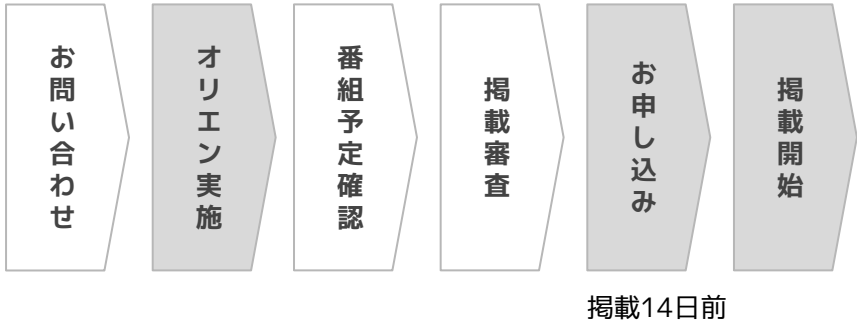 お問い合わせ
オリエン実施
番組予定確認
掲載審査
お申し込み
掲載開始
掲載14日前